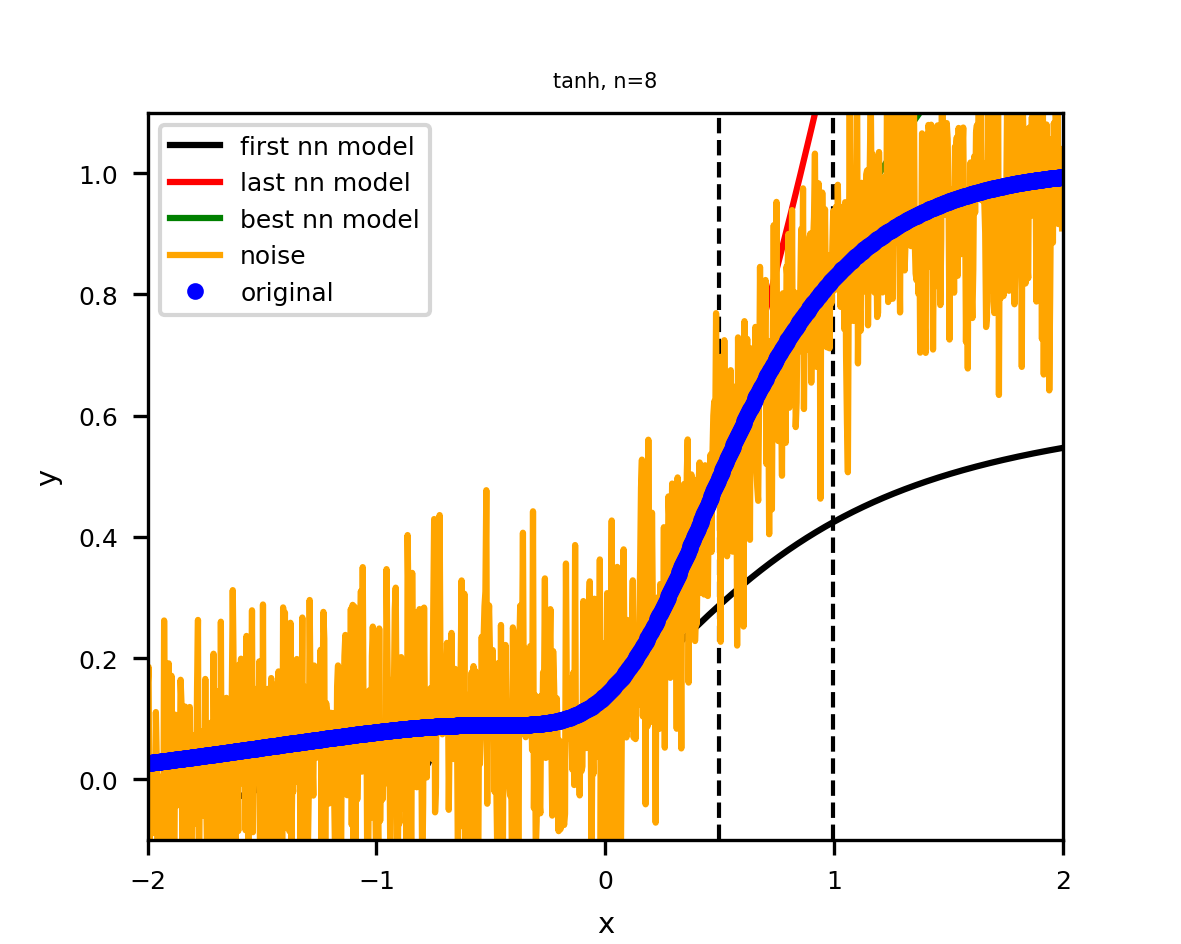 tanh, n=8
first nn model
last nn model
best nn model
noise
original
1.0
0.8
0.6
0.4
0.2
0.0
y
−2
−1
0
1
2
x